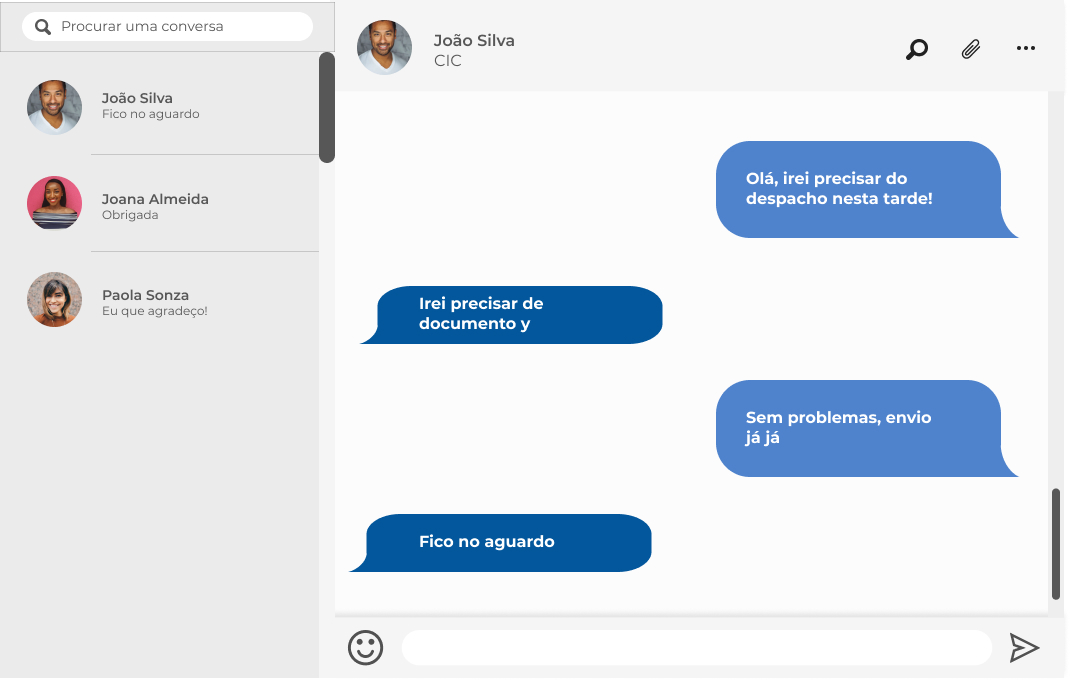 Procurar uma conversa
João Silva
Fico no aguardo
Joana Almeida
Obrigada
Paola Sonza
Eu que agradeço!
João Silva
CIC
Olá, irei precisar do
despacho nesta tarde!
Irei precisar de
documento y
Sem problemas, envio
já já
Fico no aguardo